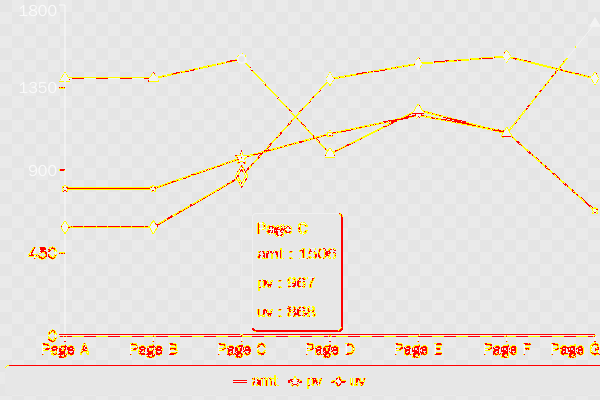 1800
1350
900
450
0
Page C
amt : 1506
pv : 967
uv : 868
Page A Page B Page C Page D Page E Page F Page G
amt pv uv